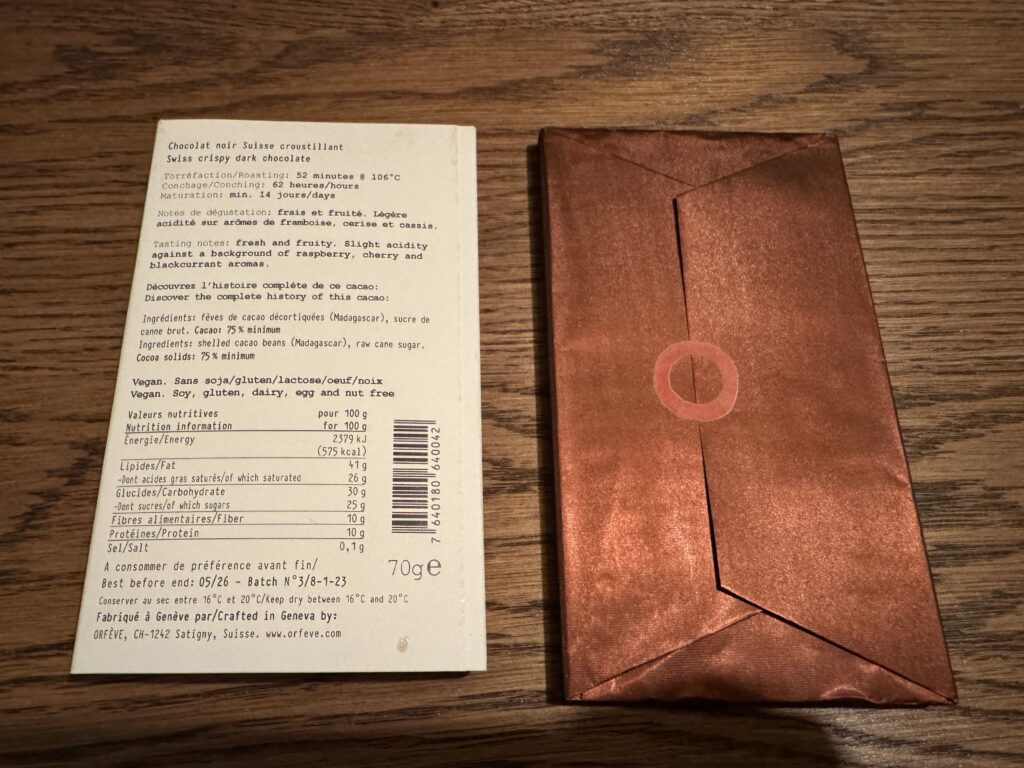 Chocolat noir Suisse croustillant
Swiss crispy dark chocolate
Torréfaction/Roasting: 52 minutes @ 106°C
Conchage/Conching: 62 heures/hours
Maturation: min. 14 jours/days
Notes de dégustation: frais et fruité. Légère
acidité sur arômes de framboise, cerise et cassis.
Tasting notes: fresh and fruity. Slight acidity
against a background of raspberry, cherry and
blackcurrant aromas.
Découvrez l'histoire complète de ce cacao:
Discover the complete history of this cacao:
Ingrédients: fèves de cacao décortiquées (Madagascar), sucre de
canne brut. Cacao: 75 % minimum
Ingredients: shelled cacao beans (Madagascar), raw cane sugar.
Cocoa solids: 75 % minimum
Vegan. Sans soja/gluten/lactose/oeuf/noix
Vegan. Soy, gluten, dairy, egg and nut free
Valeurs nutritives pour 100 g
Nutrition information for 100 g
Énergie/Energy 2379 kJ
(575 kcal)
Lipides/Fat 41 g
-Dont acides gras saturés/of which saturated 26 g
Glucides/Carbohydrate 30 g
-Dont sucres/of which sugars 25 g
Fibres alimentaires/Fiber 10 g
Protéines/Protein 10 g
Sel/Salt 0,1 g
7 640180 640042
A consommer de préférence avant fin/
Best before end: 05/26 - Batch N°3/8-1-23
70g℮
Conserver au sec entre 16°C et 20°C/Keep dry between 16°C and 20°C
Fabriqué à Genève par/Crafted in Geneva by:
ORFÈVE, CH-1242 Satigny, Suisse. www.orfeve.com